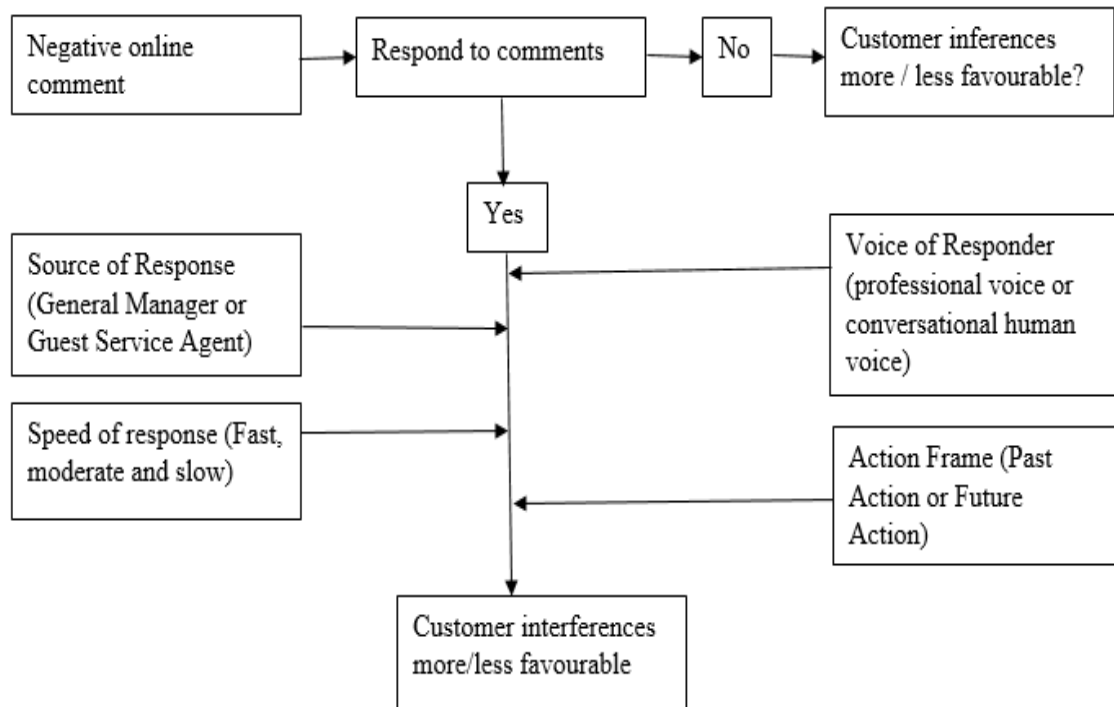 Negative online
comment
Respond to comments
No
Customer inferences
more / less favourable?
Yes
Source of Response
(General Manager or
Guest Service Agent)
Voice of Responder
(professional voice or
conversational human
voice)
Speed of response (Fast,
moderate and slow)
Action Frame (Past
Action or Future
Action)
Customer interferences
more/less favourable